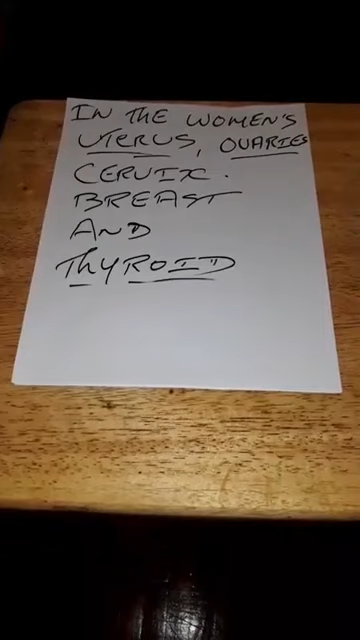 IN THE WOMEN'S
UTERUS, OVARIES
CERVIX.
BREAST
AND
THYROID